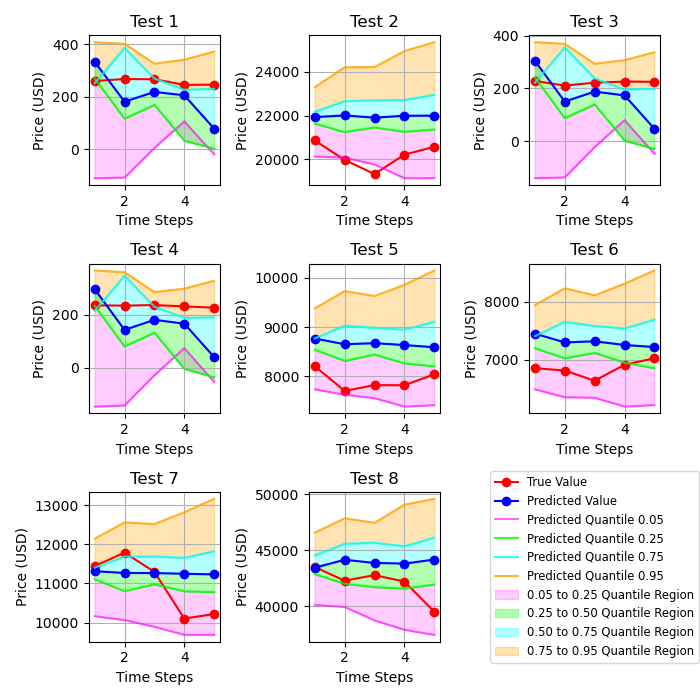 Test 1
Test 2
Test 3
Price (USD)
400
200
0
2
4
Time Steps
Price (USD)
24000
22000
20000
2
4
Time Steps
Price (USD)
400
200
0
2
4
Time Steps
Test 4
Test 5
Test 6
Price (USD)
200
0
2
4
Time Steps
Price (USD)
10000
9000
8000
2
4
Time Steps
Price (USD)
8000
7000
2
4
Time Steps
Test 7
Test 8
Price (USD)
13000
12000
11000
10000
2
4
Time Steps
Price (USD)
50000
45000
40000
2
4
Time Steps
True Value
Predicted Value
Predicted Quantile 0.05
Predicted Quantile 0.25
Predicted Quantile 0.75
Predicted Quantile 0.95
0.05 to 0.25 Quantile Region
0.25 to 0.50 Quantile Region
0.50 to 0.75 Quantile Region
0.75 to 0.95 Quantile Region